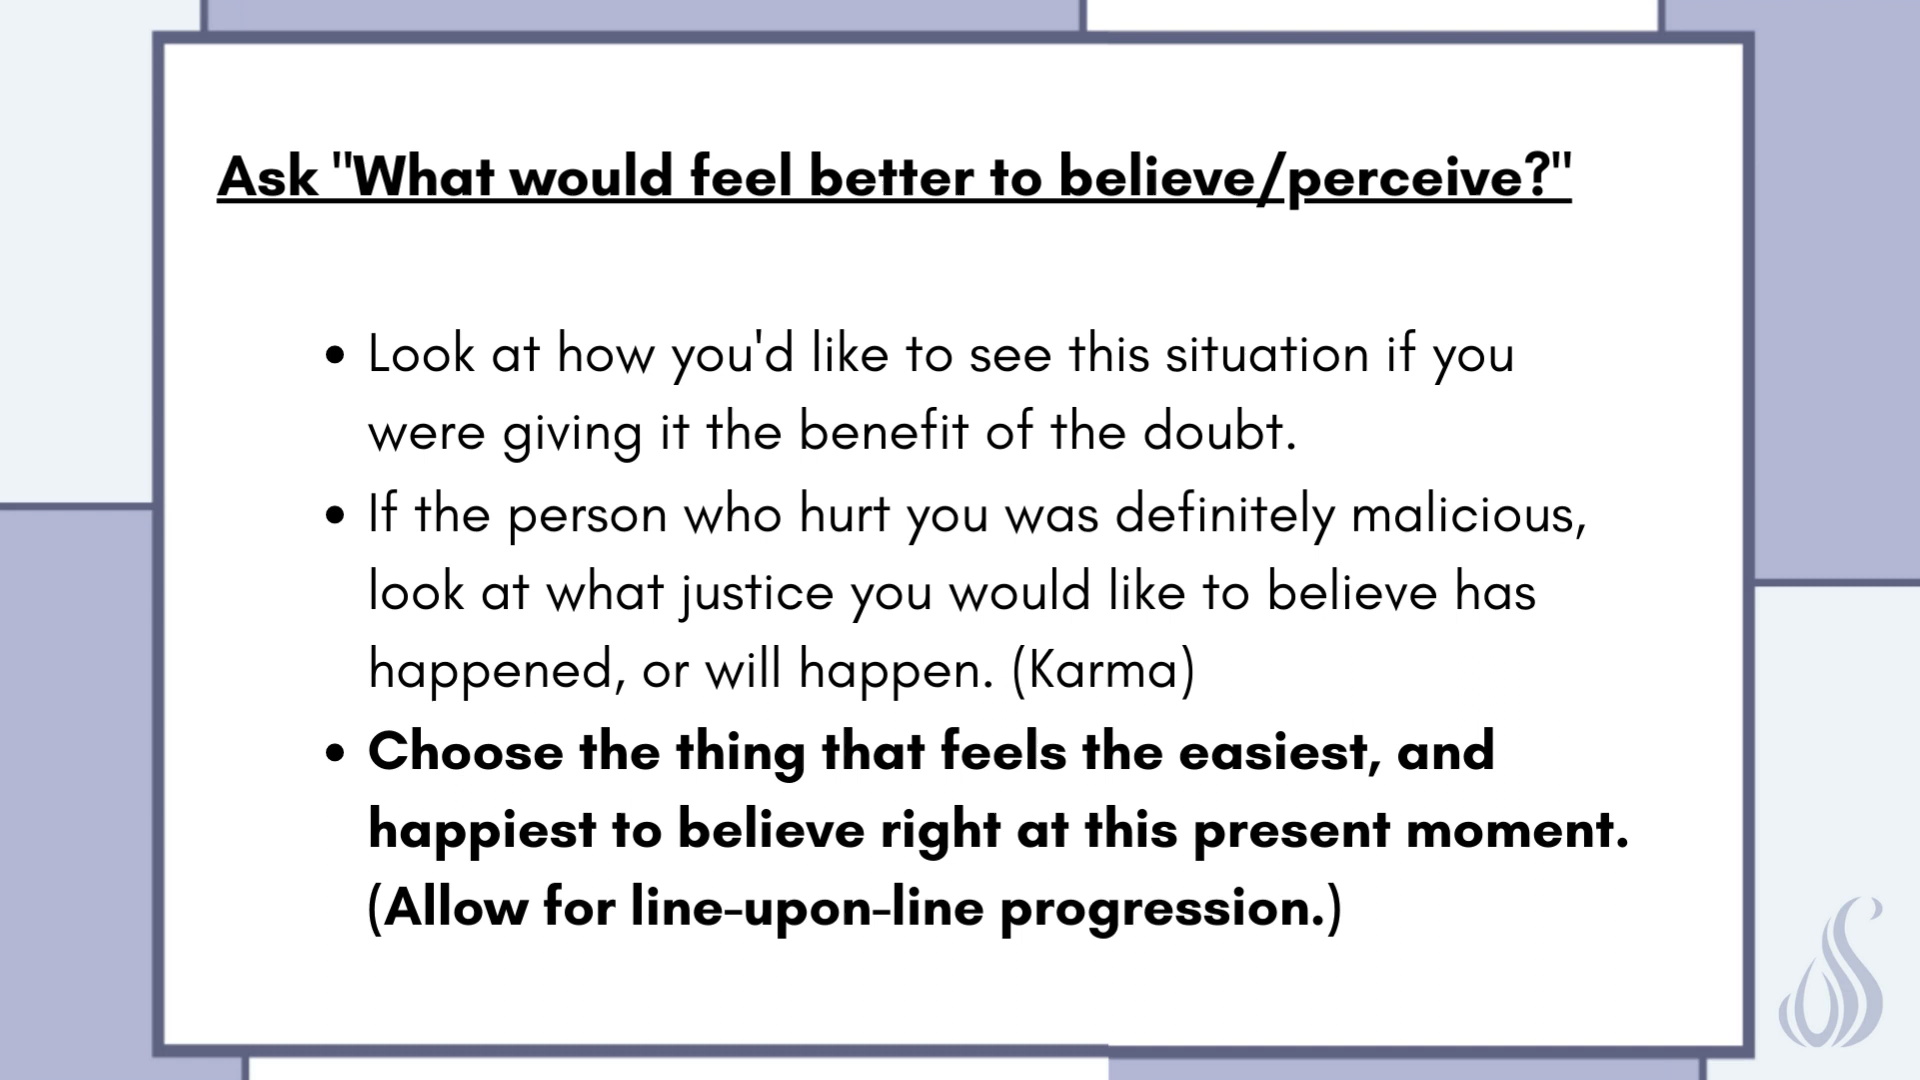 Ask "What would feel better to believe/perceive?"
• Look at how you'd like to see this situation if you
were giving it the benefit of the doubt.
• If the person who hurt you was definitely malicious,
look at what justice you would like to believe has
happened, or will happen. (Karma)
• Choose the thing that feels the easiest, and
happiest to believe right at this present moment.
(Allow for line-upon-line progression.)